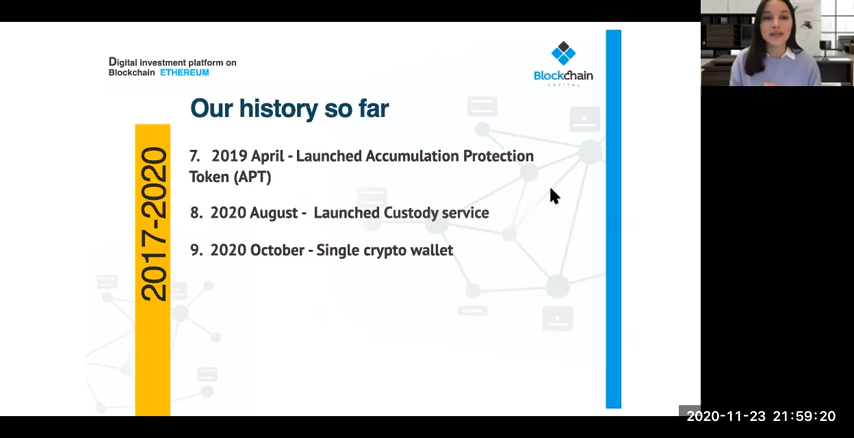 Digital investment platform on
Blockchain ETHEREUM
Blockchain
CAPITAL
Our history so far
2017-2020
7. 2019 April - Launched Accumulation Protection
Token (APT)
8. 2020 August - Launched Custody service
9. 2020 October - Single crypto wallet
2020-11-23 21:59:20